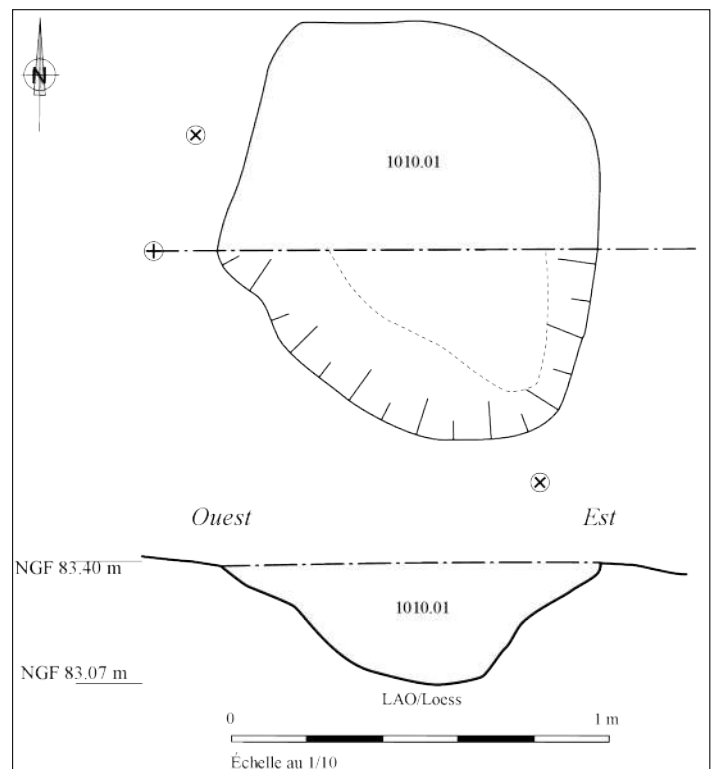 N
1010.01
Ouest
Est
NGF 83.40 m
1010.01
NGF 83.07 m
LAO/Loess
0
1 m
Échelle au 1/10